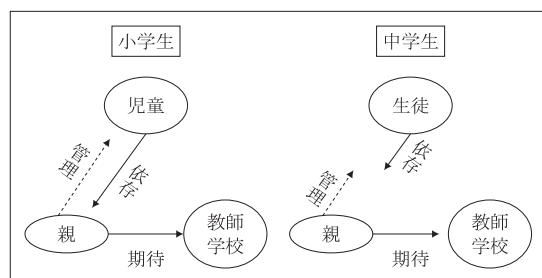 小学生
児童
管理
依存
親
期待
教師
学校
中学生
生徒
管理
依存
親
期待
教師
学校